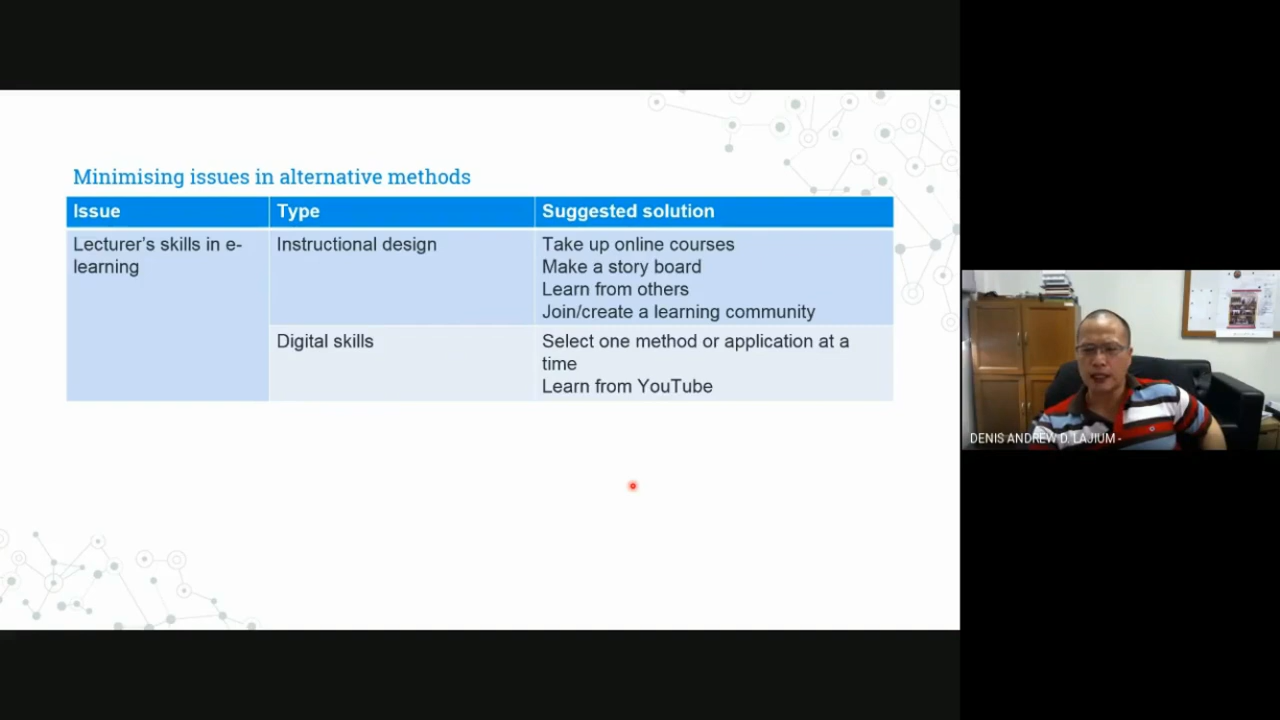 Minimising issues in alternative methods
Issue
Type
Suggested solution
Lecturer's skills in e-
learning
Instructional design
Take up online courses
Make a story board
Learn from others
Join/create a learning community
Digital skills
Select one method or application at a
time
Learn from YouTube
DENIS ANDREW D. LAJIUM -